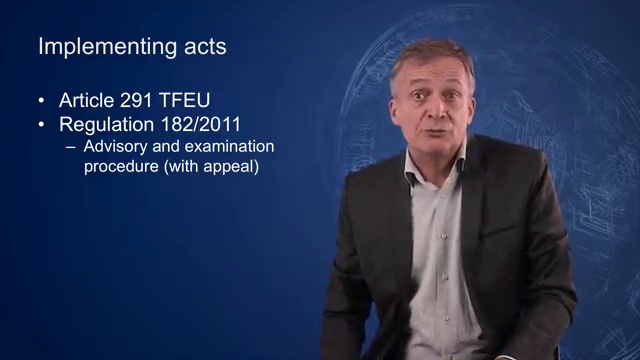 Implementing acts
• Article 291 TFEU
• Regulation 182/2011
– Advisory and examination
procedure (with appeal)